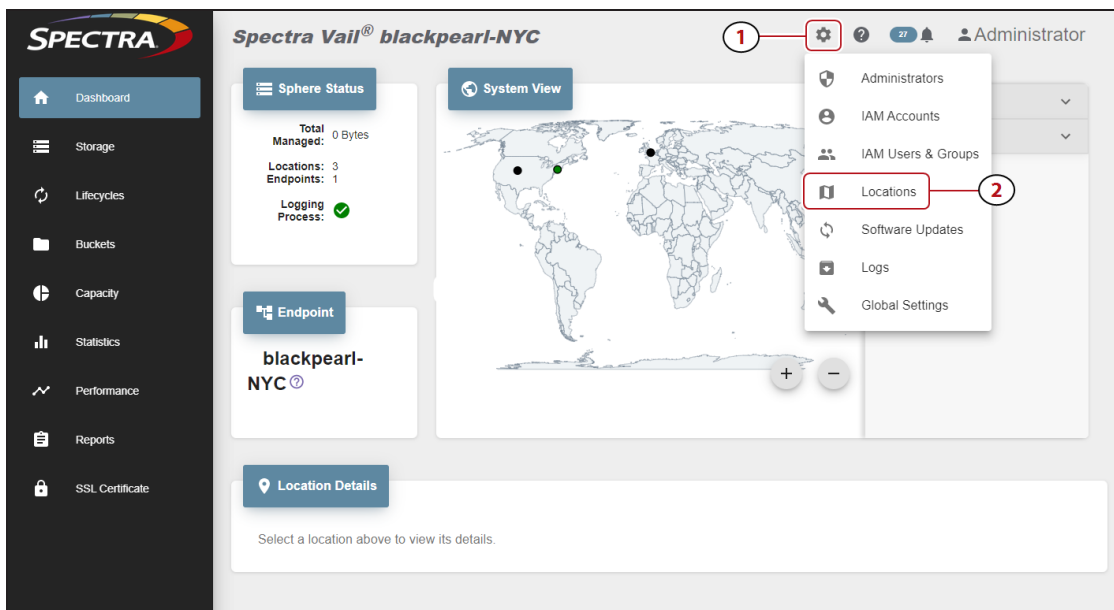 SPECTRA
Spectra Vail® blackpearl-NYC
1
27
Administrator
Dashboard
Storage
Lifecycles
Buckets
Capacity
Statistics
Performance
Reports
SSL Certificate
Sphere Status
Total Managed: 0 Bytes
Locations: 3
Endpoints: 1
Logging
Process:
System View
+
−
Administrators
IAM Accounts
IAM Users & Groups
Locations
2
Software Updates
Logs
Global Settings
Endpoint
blackpearl-
NYC
Location Details
Select a location above to view its details.